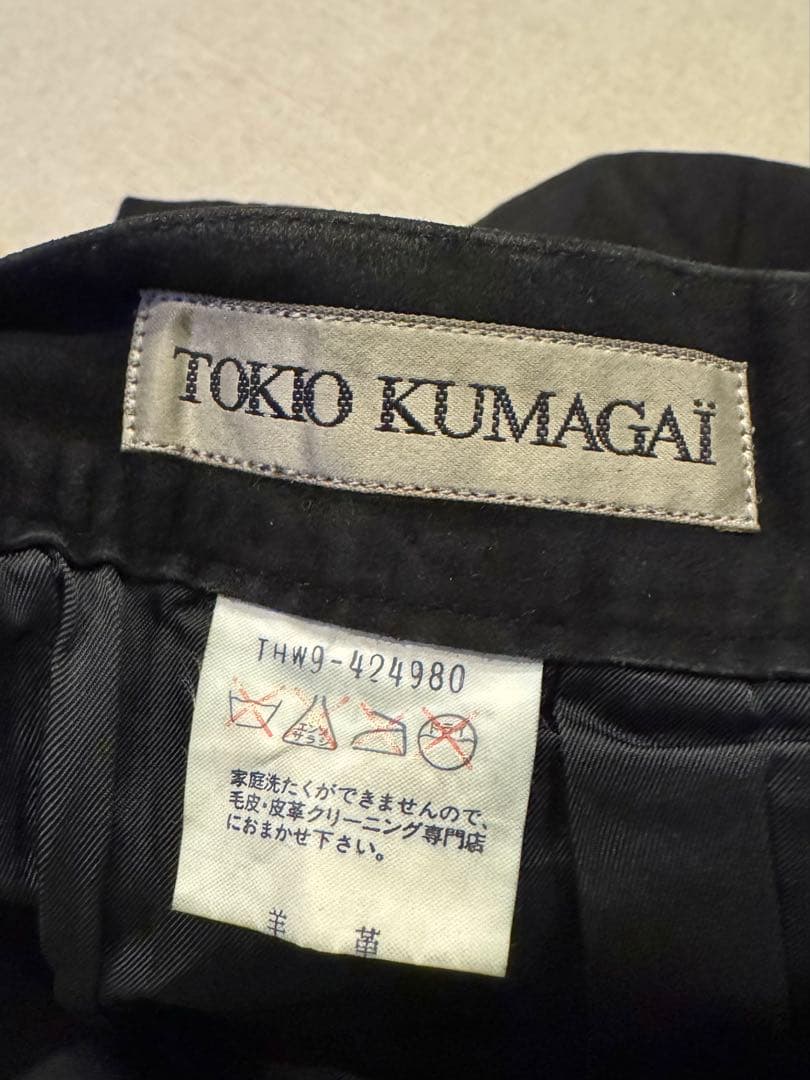 TOKIO KUMAGAÏ
THW9-424980
エンソ
サラシ
ドライ
家庭洗たくができませんので、
毛皮・皮革クリーニング専門店
におまかせ下さい。
羊 革